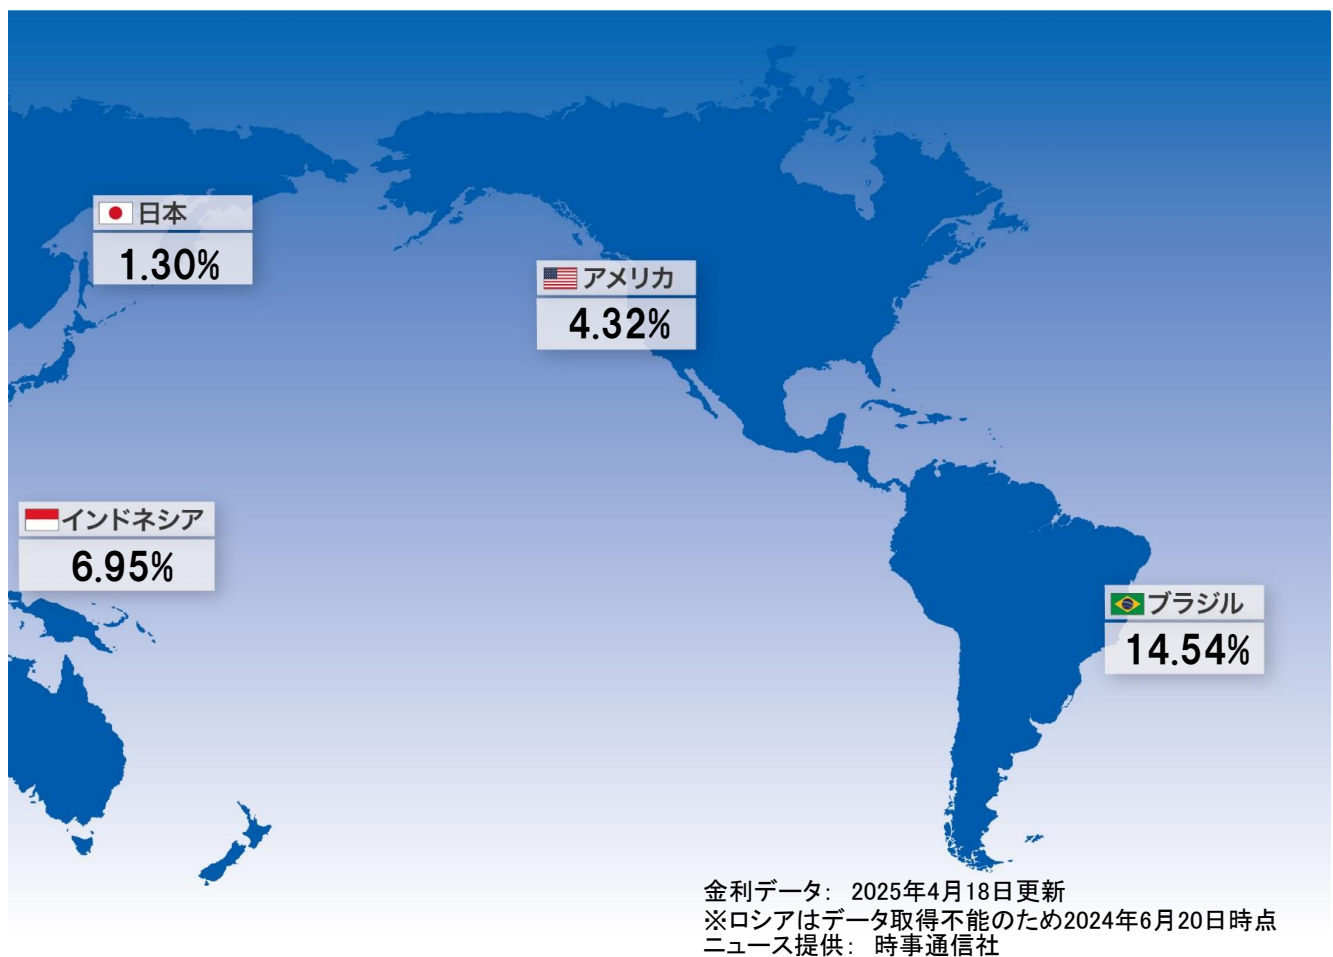 日本
1.30%
アメリカ
4.32%
インドネシア
6.95%
ブラジル
14.54%
金利データ: 2025年4月18日更新
※ロシアはデータ取得不能のため2024年6月20日時点
ニュース提供: 時事通信社